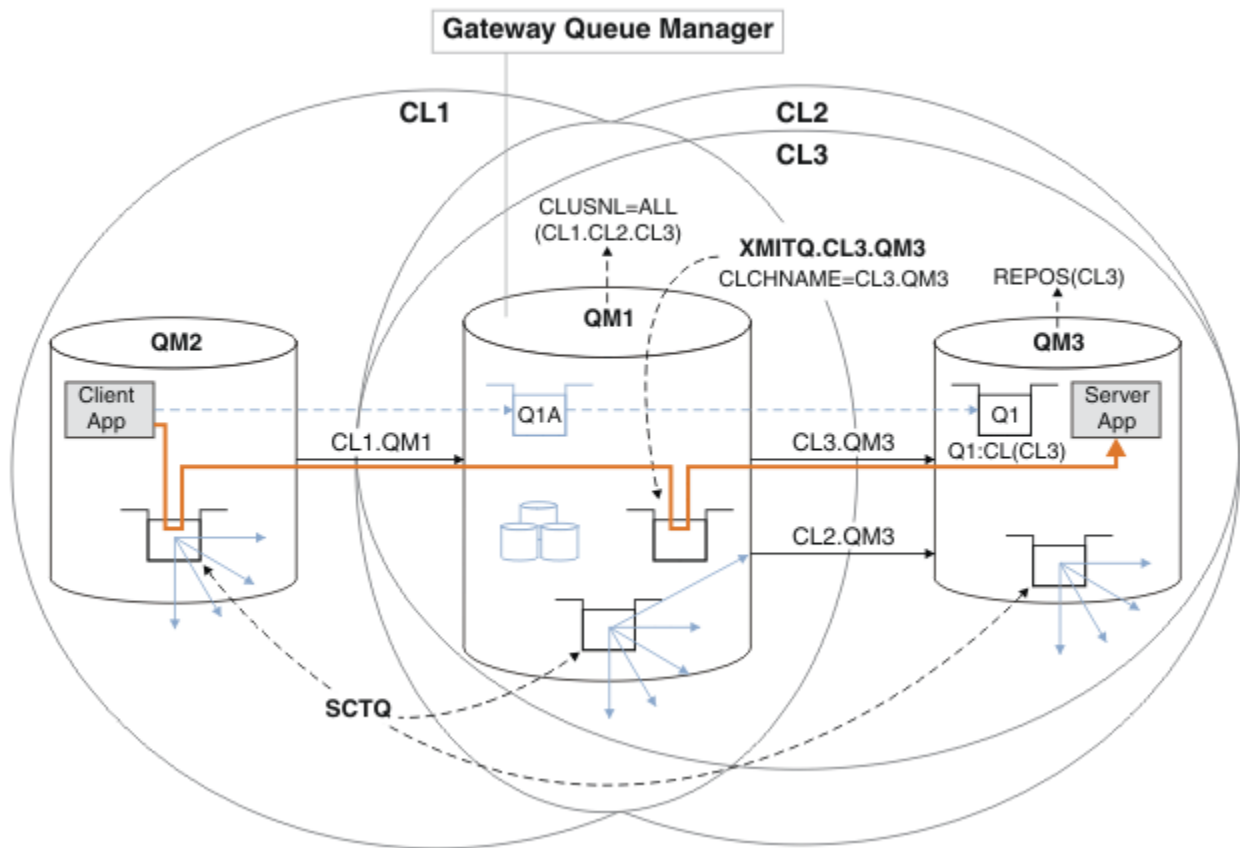 Gateway Queue Manager
CL1
CL2
CL3
CLUSNL=ALL
(CL1.CL2.CL3)
XMITQ.CL3.QM3
CLCHNAME=CL3.QM3
REPOS(CL3)
QM2
QM1
QM3
Client
App
Q1A
Q1
Server
App
CL1.QM1
CL3.QM3
Q1:CL(CL3)
CL2.QM3
SCTQ